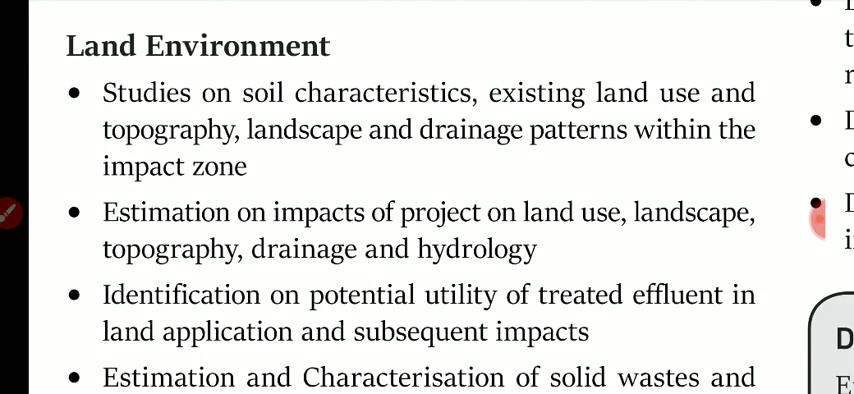 Land Environment
• Studies on soil characteristics, existing land use and
topography, landscape and drainage patterns within the
impact zone
• Estimation on impacts of project on land use, landscape,
topography, drainage and hydrology
• Identification on potential utility of treated effluent in
land application and subsequent impacts
• Estimation and Characterisation of solid wastes and